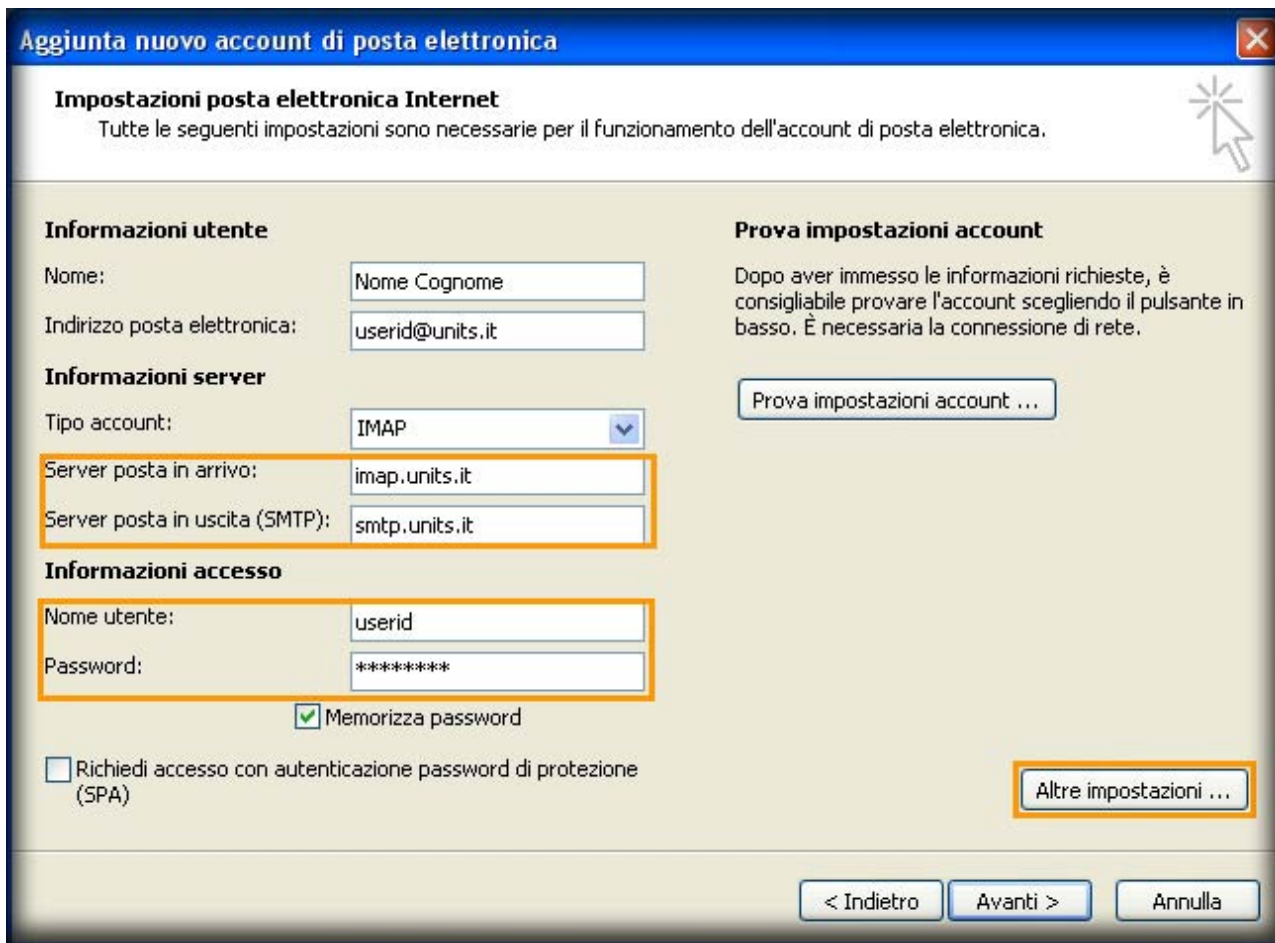 Aggiunta nuovo account di posta elettronica
Impostazioni posta elettronica Internet
Tutte le seguenti impostazioni sono necessarie per il funzionamento dell'account di posta elettronica.
Informazioni utente
Nome:
Nome Cognome
Indirizzo posta elettronica:
userid@units.it
Informazioni server
Tipo account:
IMAP
Server posta in arrivo:
imap.units.it
Server posta in uscita (SMTP):
smtp.units.it
Informazioni accesso
Nome utente:
userid
Password:
********
Memorizza password
Richiedi accesso con autenticazione password di protezione
(SPA)
Prova impostazioni account
Dopo aver immesso le informazioni richieste, è
consigliabile provare l'account scegliendo il pulsante in
basso. È necessaria la connessione di rete.
Prova impostazioni account ...
Altre impostazioni ...
< Indietro
Avanti >
Annulla